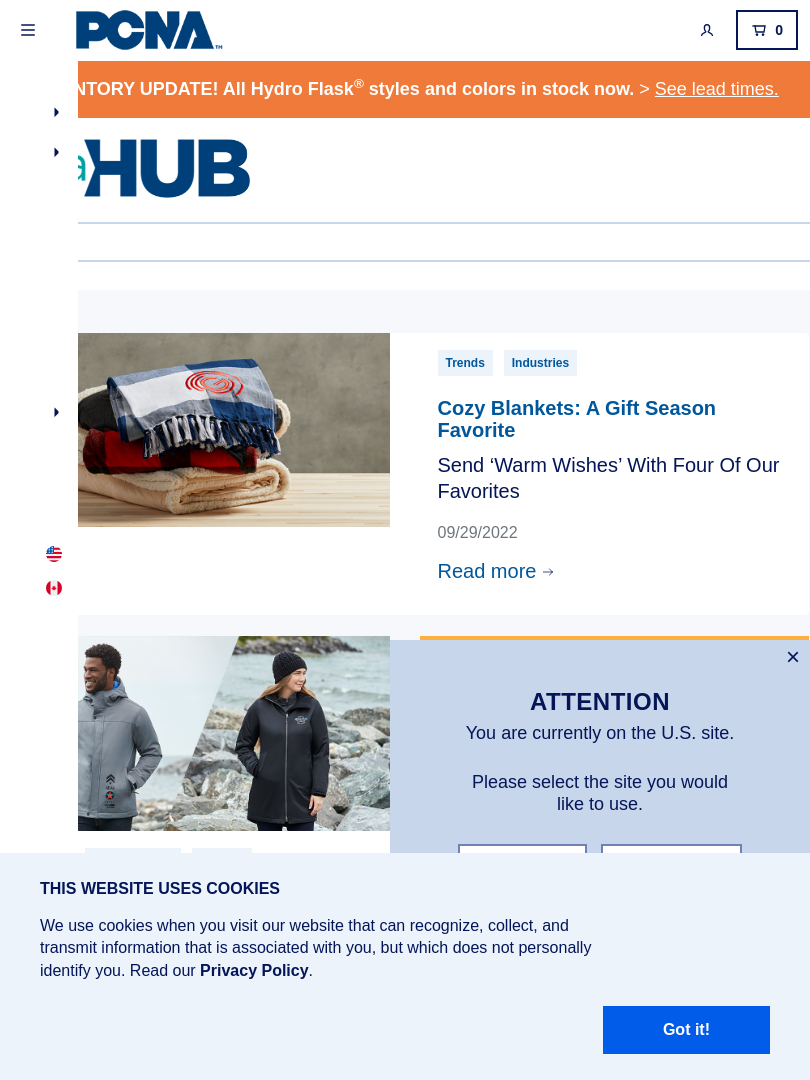 PCNA™
0
NTORY UPDATE! All Hydro Flask® styles and colors in stock now. > See lead times.
HUB
Trends Industries
Cozy Blankets: A Gift Season
Favorite
Send ‘Warm Wishes’ With Four Of Our
Favorites
09/29/2022
Read more
ATTENTION
You are currently on the U.S. site.
Please select the site you would
like to use.
THIS WEBSITE USES COOKIES
We use cookies when you visit our website that can recognize, collect, and
transmit information that is associated with you, but which does not personally
identify you. Read our Privacy Policy.
Got it!